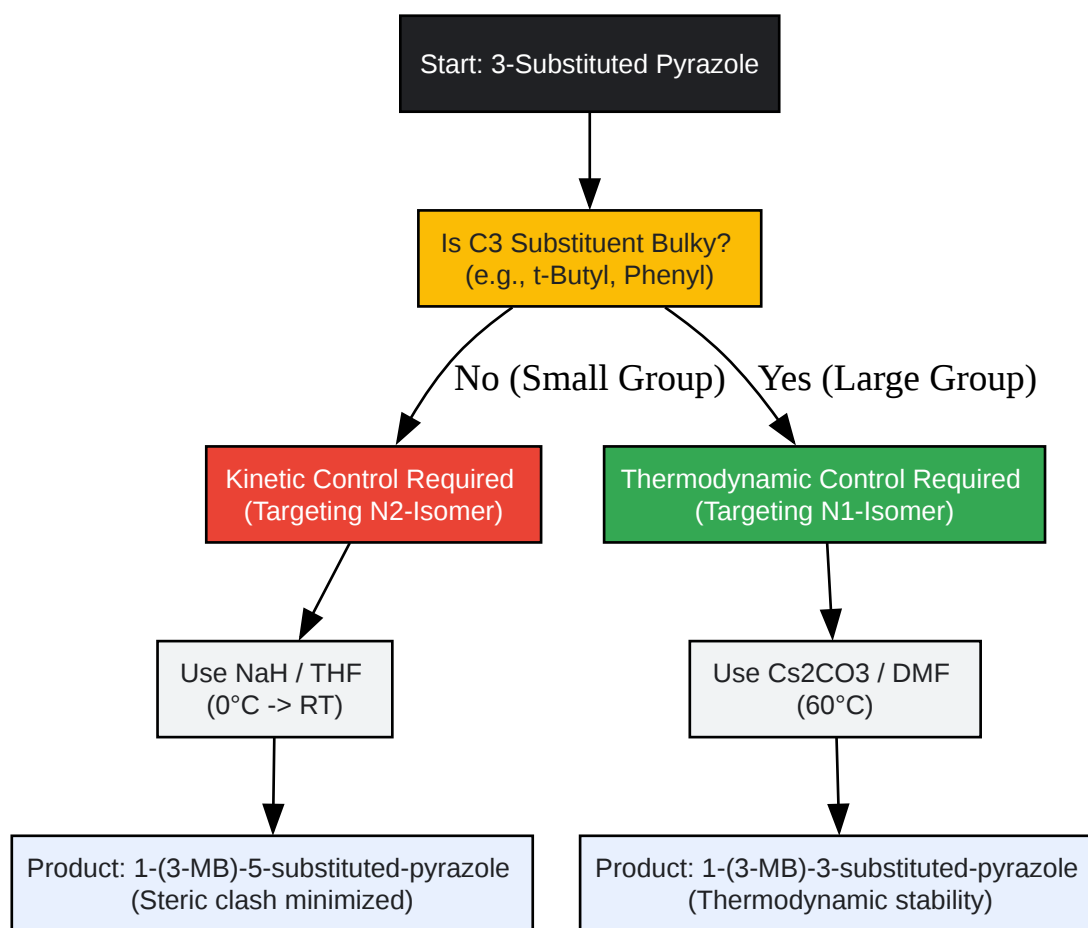 Start: 3-Substituted Pyrazole
Is C3 Substituent Bulky?
(e.g., t-Butyl, Phenyl)
No (Small Group)
Yes (Large Group)
Kinetic Control Required
(Targeting N2-Isomer)
Thermodynamic Control Required
(Targeting N1-Isomer)
Use NaH / THF
(0°C -> RT)
Use Cs2CO3 / DMF
(60°C)
Product: 1-(3-MB)-5-substituted-pyrazole
(Steric clash minimized)
Product: 1-(3-MB)-3-substituted-pyrazole
(Thermodynamic stability)